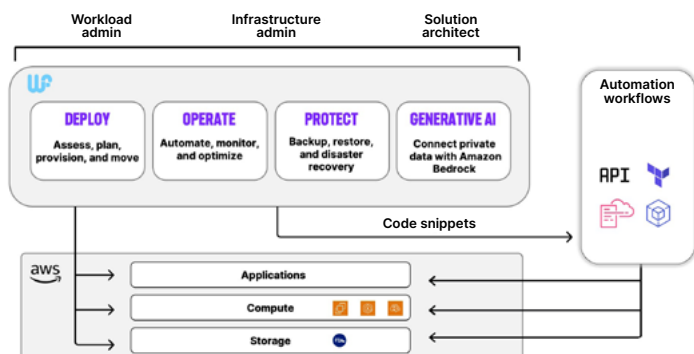 Workload
admin
Infrastructure
admin
Solution
architect
WF
DEPLOY
Assess, plan,
provision, and move
OPERATE
Automate, monitor,
and optimize
PROTECT
Backup, restore,
and disaster
recovery
GENERATIVE AI
Connect private
data with Amazon
Bedrock
Automation
workflows
API
Code snippets
aws
Applications
Compute
Storage